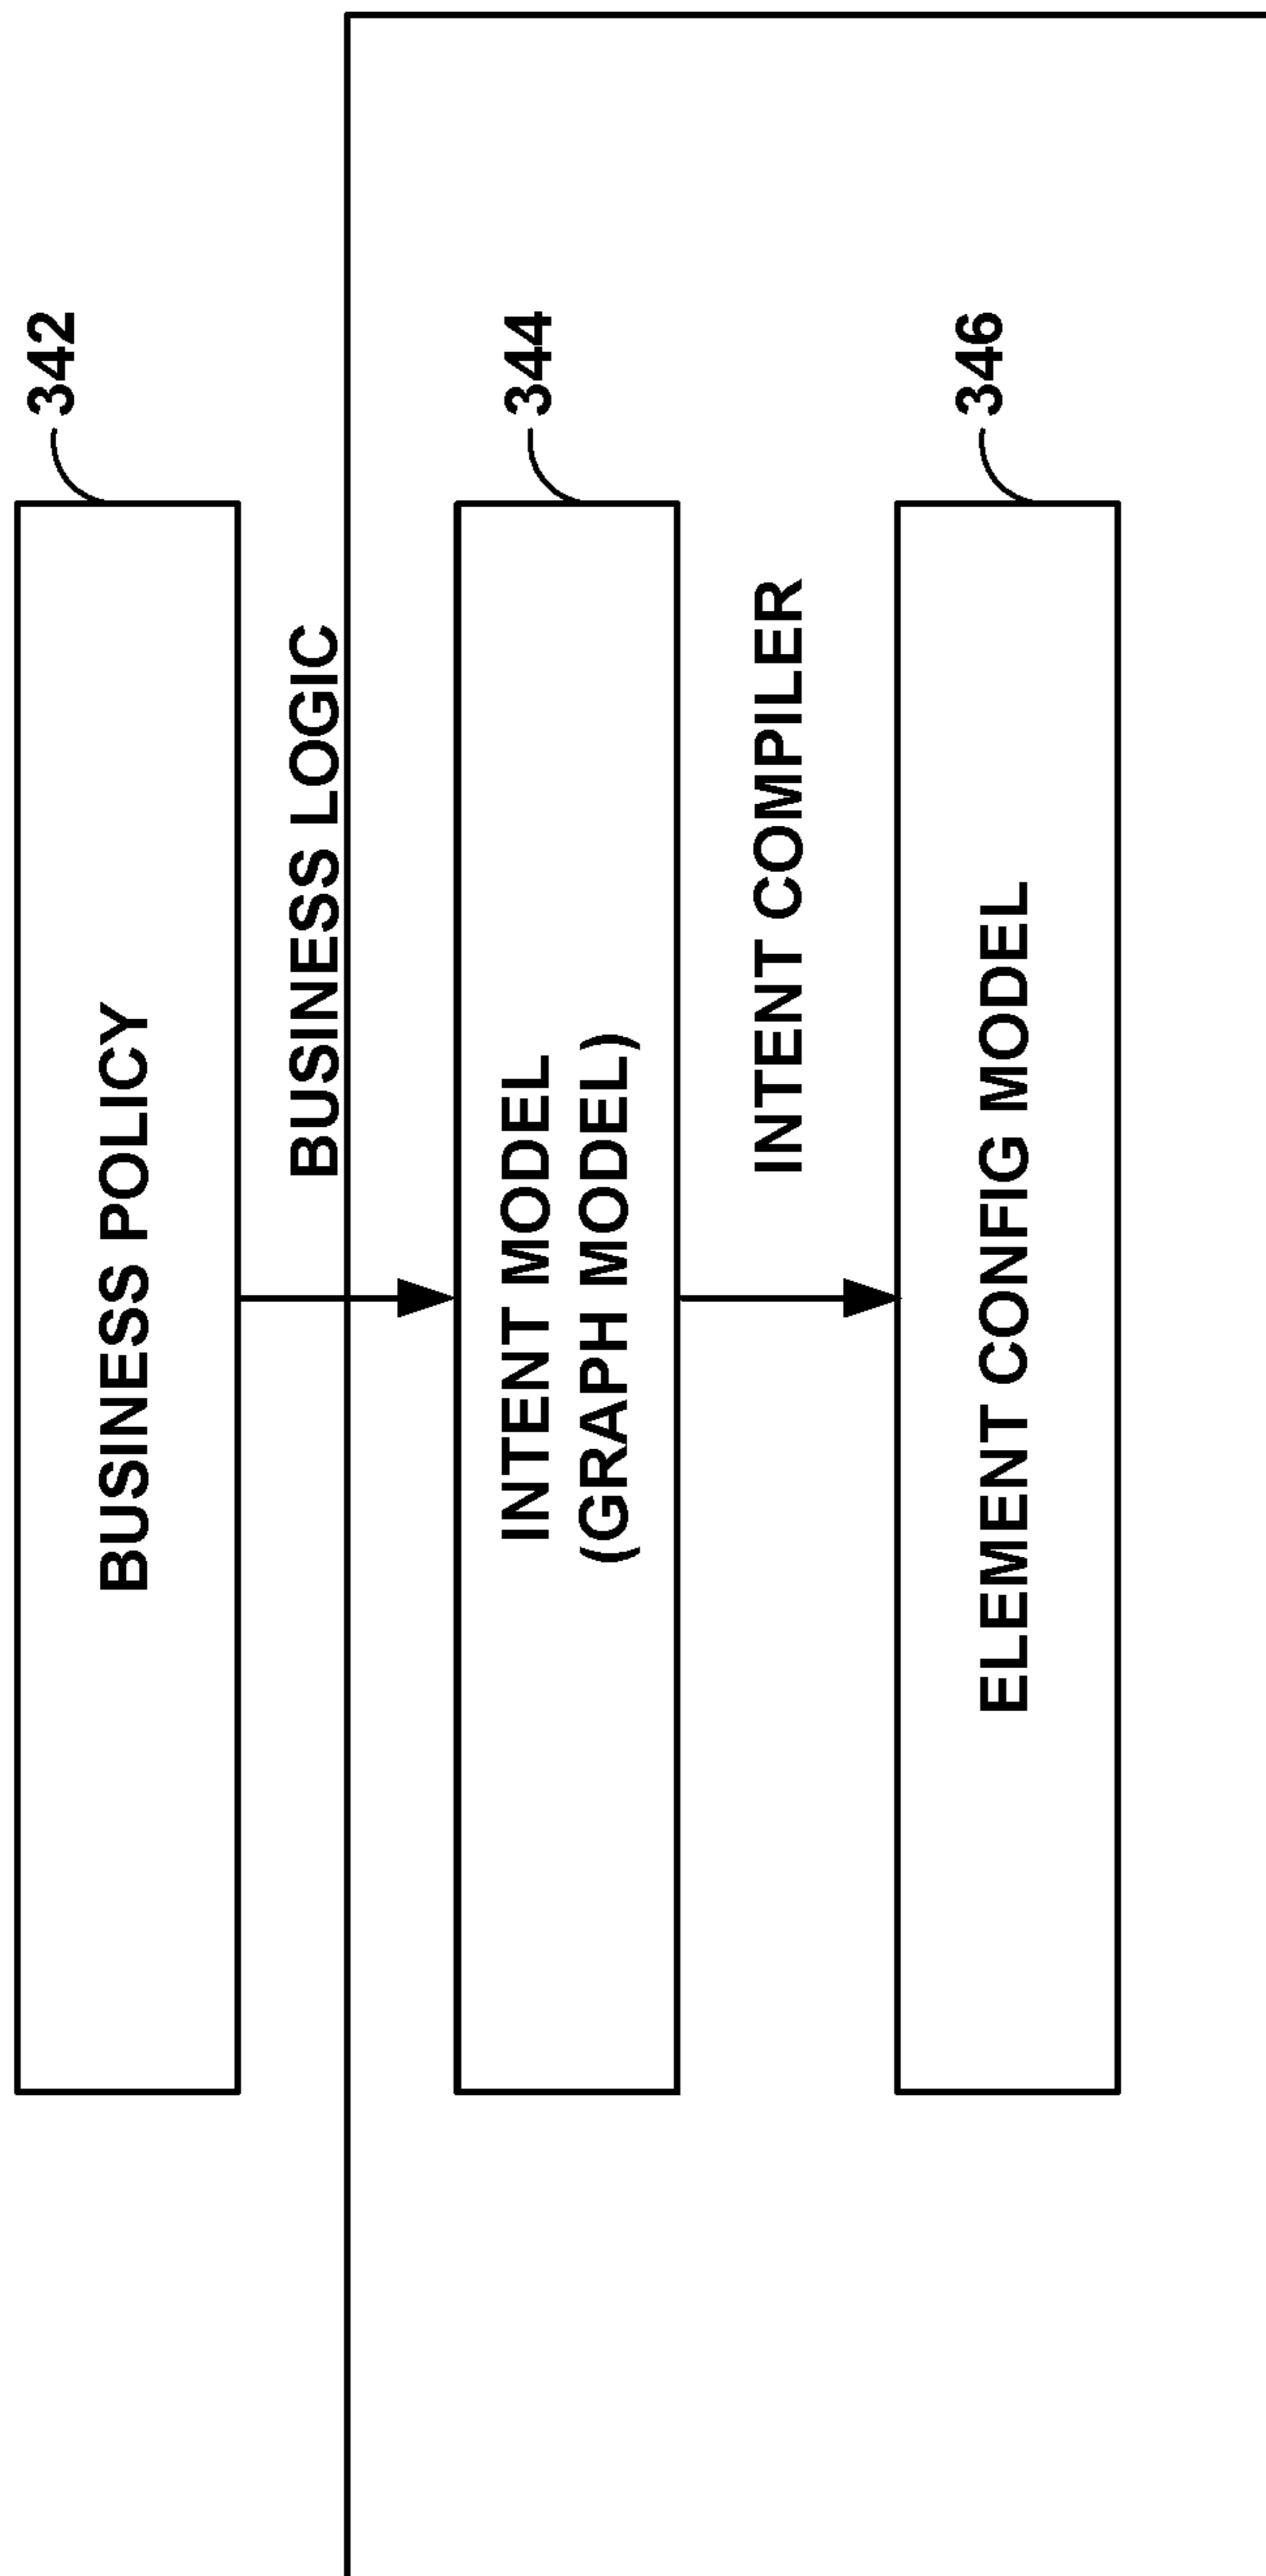 342
BUSINESS POLICY
BUSINESS LOGIC
344
INTENT MODEL
(GRAPH MODEL)
INTENT COMPILER
346
ELEMENT CONFIG MODEL